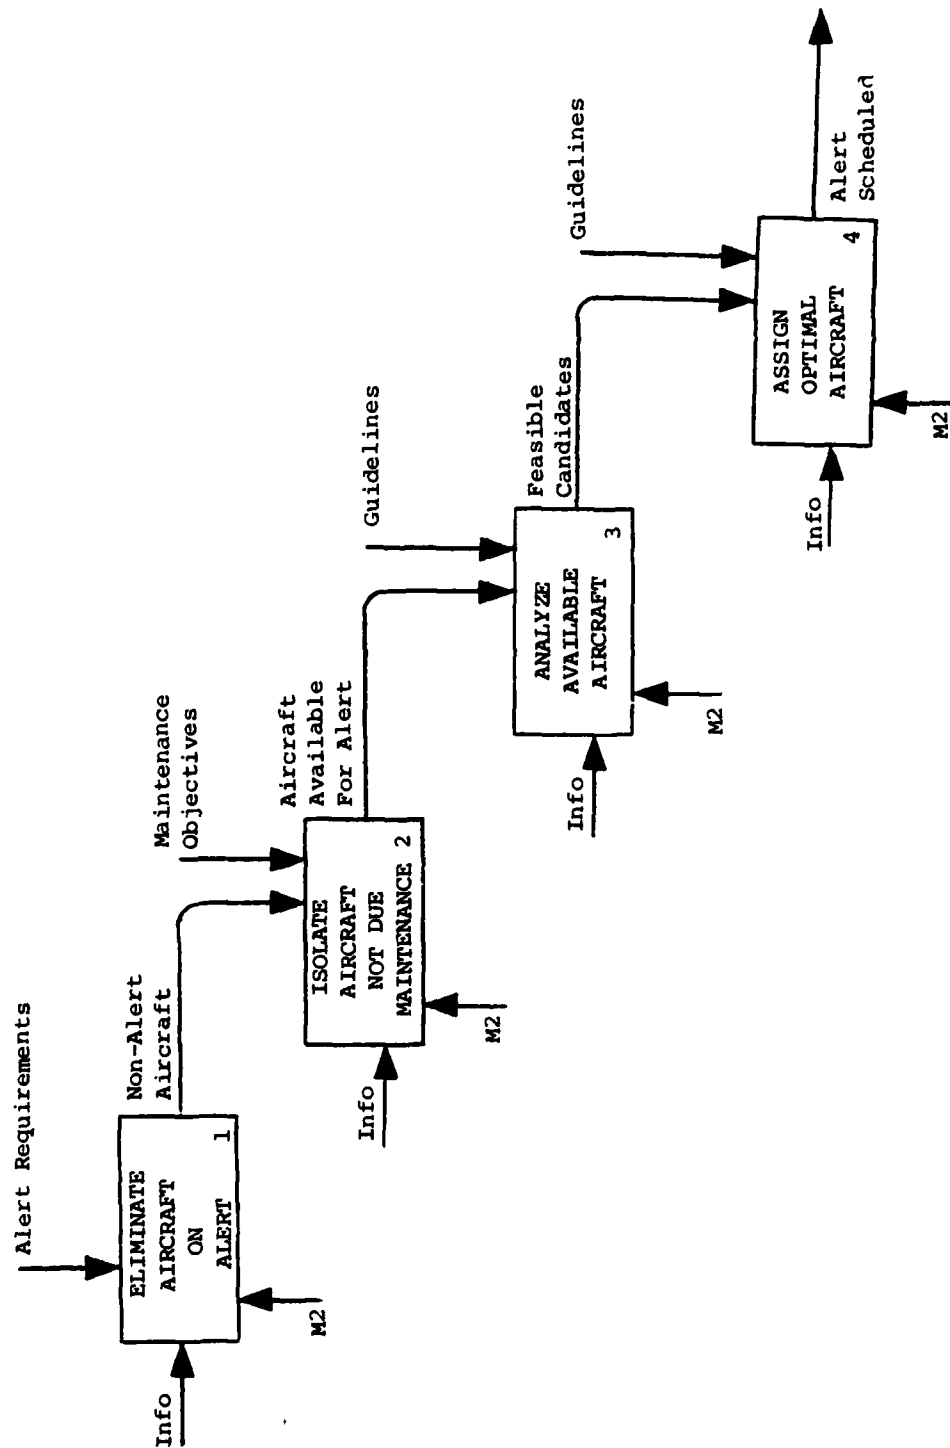 Alert Requirements
Info
ELIMINATE
AIRCRAFT
ON
ALERT
1
M2
Non-Alert
Aircraft
Maintenance
Objectives
Info
ISOLATE
AIRCRAFT
NOT DUE
MAINTENANCE
2
M2
Aircraft
Available
For Alert
Guidelines
Info
ANALYZE
AVAILABLE
AIRCRAFT
3
M2
Feasible
Candidates
Guidelines
Info
ASSIGN
OPTIMAL
AIRCRAFT
4
M2
Alert
Scheduled